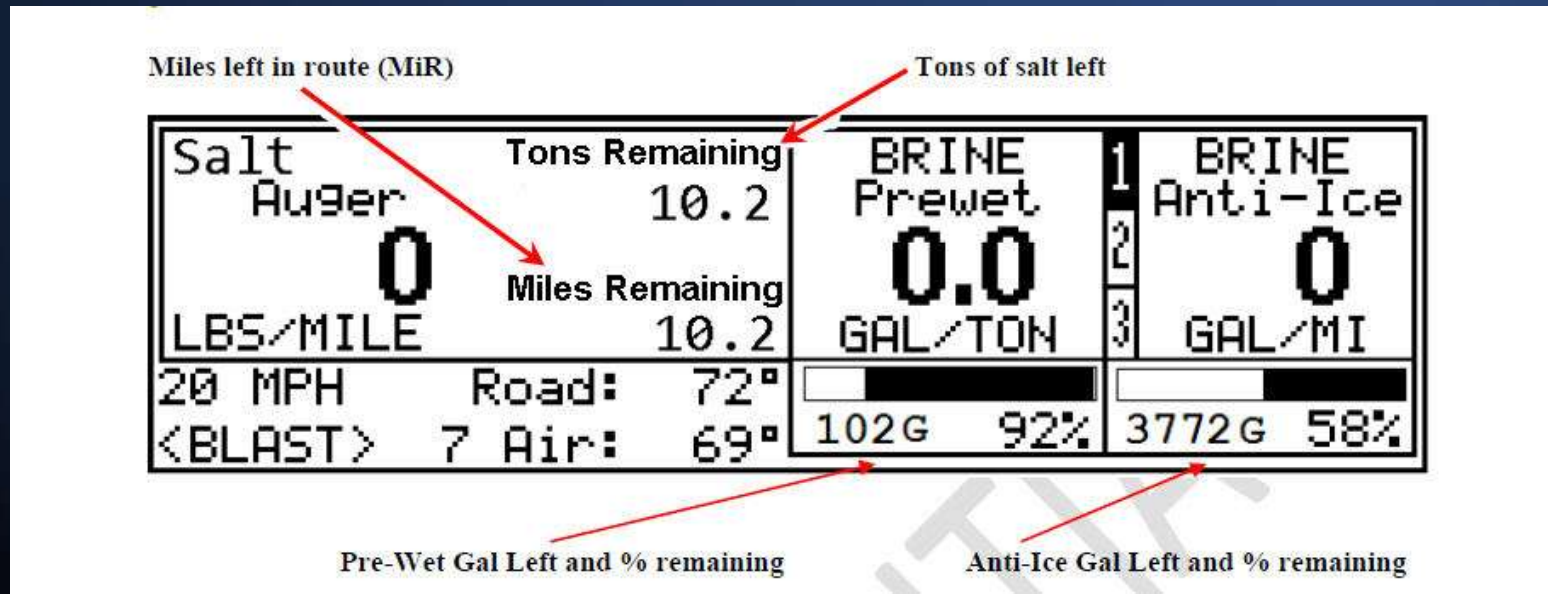 Miles left in route (MiR)
Tons of salt left
Salt
Tons Remaining
Auger
10.2
0
Miles Remaining
LBS/MILE
10.2
BRINE
Prewet
0.0
GAL/TON
1
2
3
BRINE
Anti-Ice
0
GAL/MI
20 MPH Road: 72°
<BLAST> 7 Air: 69°
102G 92%
3772G 58%
Pre-Wet Gal Left and % remaining
Anti-Ice Gal Left and % remaining